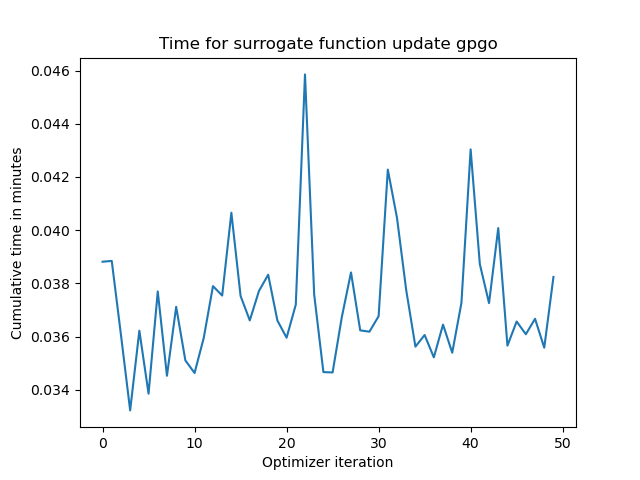 Time for surrogate function update gpgo
Cumulative time in minutes
0.046
0.044
0.042
0.040
0.038
0.036
0.034
0 10 20 30 40 50
Optimizer iteration